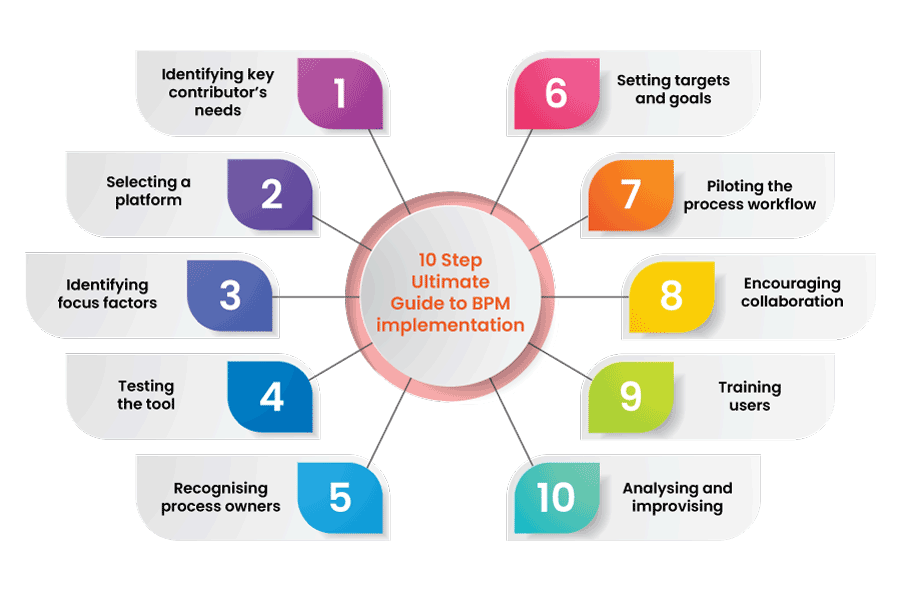 1
Identifying key
contributor's
needs
2
Selecting a
platform
3
Identifying
focus factors
4
Testing
the tool
5
Recognising
process owners
10 Step
Ultimate
Guide to BPM
implementation
6
Setting targets
and goals
7
Piloting the
process workflow
8
Encouraging
collaboration
9
Training
users
10
Analysing and
improvising